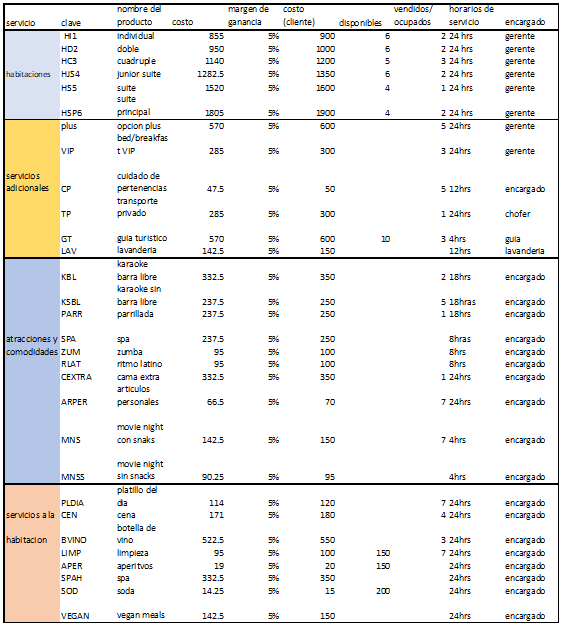 servicio clave nombre del producto costo margen de ganancia costo (cliente) disponibles vendidos/ocupados horarios de servicio encargado
habitaciones
HI1 individual 855 5% 900 6 2 24 hrs gerente
HD2 doble 950 5% 1000 6 2 24 hrs gerente
HC3 cuadruple 1140 5% 1200 5 3 24 hrs gerente
HJS4 junior suite 1282.5 5% 1350 6 2 24 hrs gerente
HS5 suite 1520 5% 1600 4 1 24 hrs gerente
HSP6 suite principal 1805 5% 1900 4 2 24 hrs gerente
servicios adicionales
plus opcion plus 570 5% 600 5 24hrs gerente
VIP bed/breakfast VIP 285 5% 300 3 24hrs gerente
CP cuidado de pertenencias 47.5 5% 50 5 12hrs encargado
TP transporte privado 285 5% 300 1 24hrs chofer
GT guia turistico 570 5% 600 10 3 4hrs guia
LAV lavanderia 142.5 5% 150 12hrs lavanderia
atracciones y comodidades
KBL karaoke barra libre 332.5 5% 350 2 18hrs encargado
KSBL karaoke sin barra libre 237.5 5% 250 5 18hras encargado
PARR parrillada 237.5 5% 250 1 18hrs encargado
SPA spa 237.5 5% 250 8hras encargado
ZUM zumba 95 5% 100 8hrs encargado
RLAT ritmo latino 95 5% 100 8hrs encargado
CEXTRA cama extra 332.5 5% 350 1 24hrs encargado
ARPER articulos personales 66.5 5% 70 7 24hrs encargado
MNS movie night con snaks 142.5 5% 150 7 4hrs encargado
MNSS movie night sin snacks 90.25 5% 95 4hrs encargado
servicios a la habitacion
PLDIA platillo del dia 114 5% 120 7 24hrs encargado
CEN cena 171 5% 180 4 24hrs encargado
BVINO botella de vino 522.5 5% 550 3 24hrs encargado
LIMP limpieza 95 5% 100 150 7 24hrs encargado
APER aperitvos 19 5% 20 150 24hrs encargado
SPAH spa 332.5 5% 350 24hrs encargado
SOD soda 14.25 5% 15 200 24hrs encargado
VEGAN vegan meals 142.5 5% 150 24hrs encargado